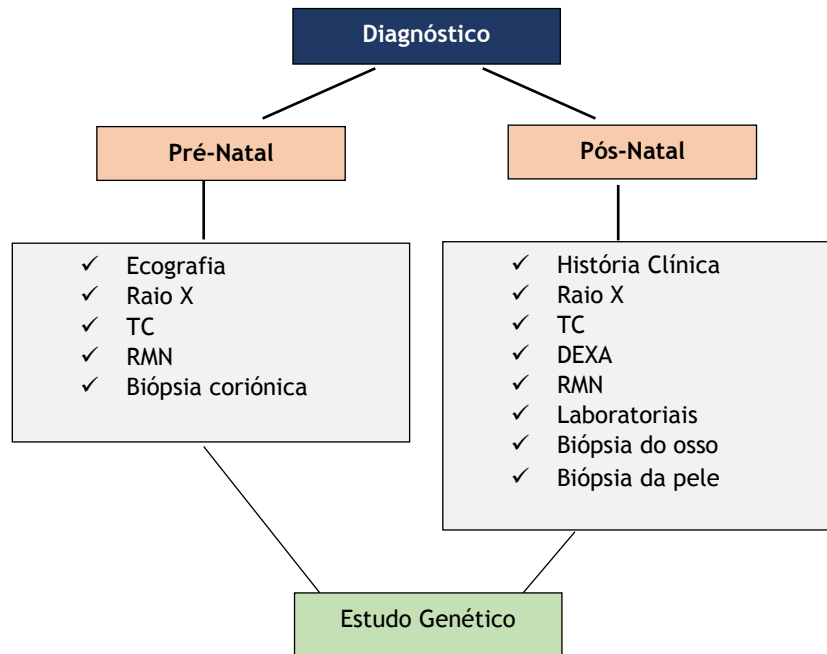 Diagnóstico
Pré-Natal
Pós-Natal
✓ Ecografia
✓ Raio X
✓ TC
✓ RMN
✓ Biópsia coriónica
✓ História Clínica
✓ Raio X
✓ TC
✓ DEXA
✓ RMN
✓ Laboratoriais
✓ Biópsia do osso
✓ Biópsia da pele
Estudo Genético